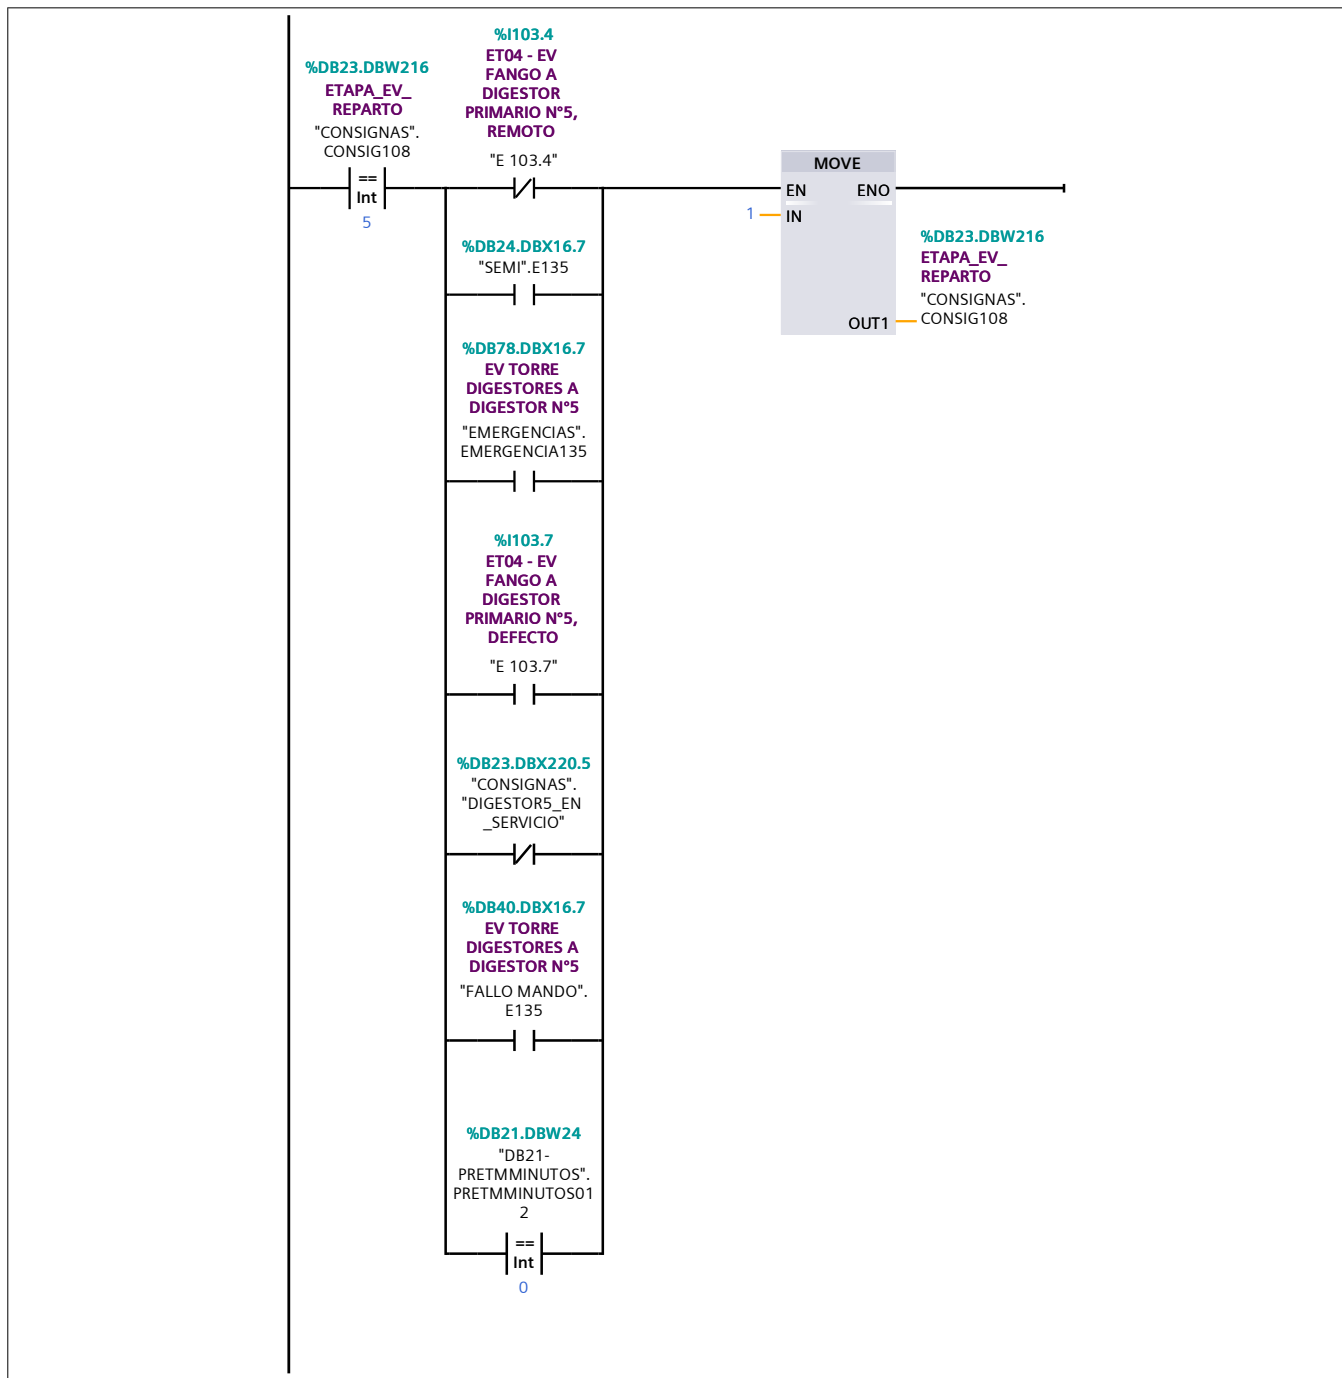 %DB23.DBW216
ETAPA_EV_
REPARTO
"CONSIGNAS".
CONSIG108
==
Int
5
%I103.4
ET04 - EV
FANGO A
DIGESTOR
PRIMARIO Nº5,
REMOTO
"E 103.4"
%DB24.DBX16.7
"SEMI".E135
%DB78.DBX16.7
EV TORRE
DIGESTORES A
DIGESTOR Nº5
"EMERGENCIAS".
EMERGENCIA135
%I103.7
ET04 - EV
FANGO A
DIGESTOR
PRIMARIO Nº5,
DEFECTO
"E 103.7"
%DB23.DBX220.5
"CONSIGNAS".
"DIGESTOR5_EN
_SERVICIO"
%DB40.DBX16.7
EV TORRE
DIGESTORES A
DIGESTOR Nº5
"FALLO MANDO".
E135
%DB21.DBW24
"DB21-
PRETMMINUTOS".
PRETMMINUTOS01
2
==
Int
0
MOVE
EN ENO
1 IN
OUT1
%DB23.DBW216
ETAPA_EV_
REPARTO
"CONSIGNAS".
CONSIG108